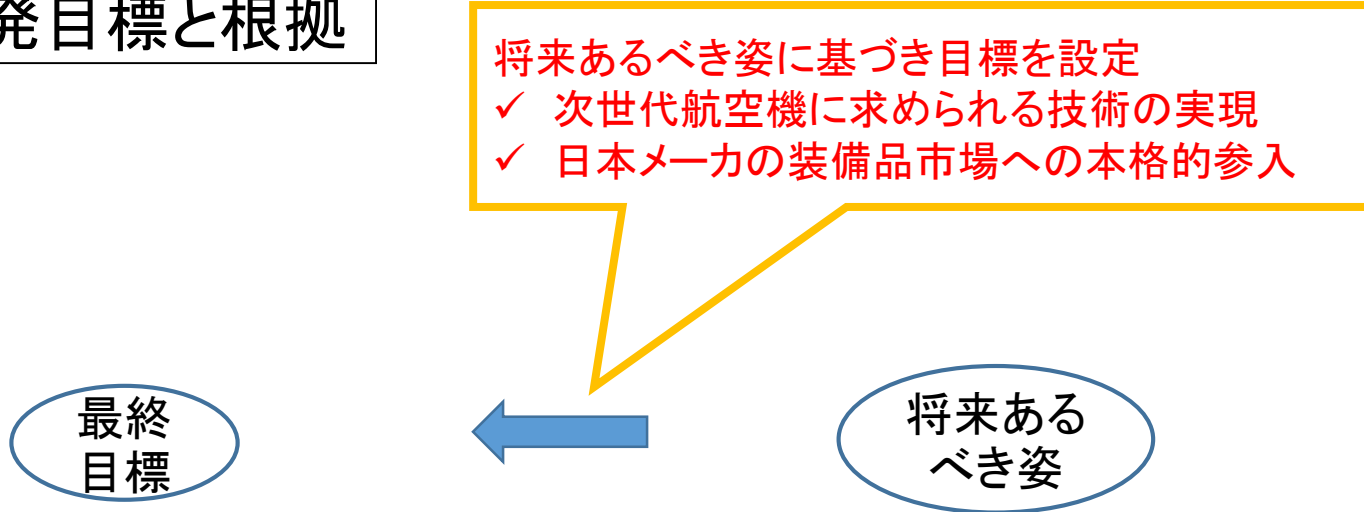 発目標と根拠
将来あるべき姿に基づき目標を設定
✓ 次世代航空機に求められる技術の実現
✓ 日本メーカの装備品市場への本格的参入
最終
目標
将来ある
べき姿